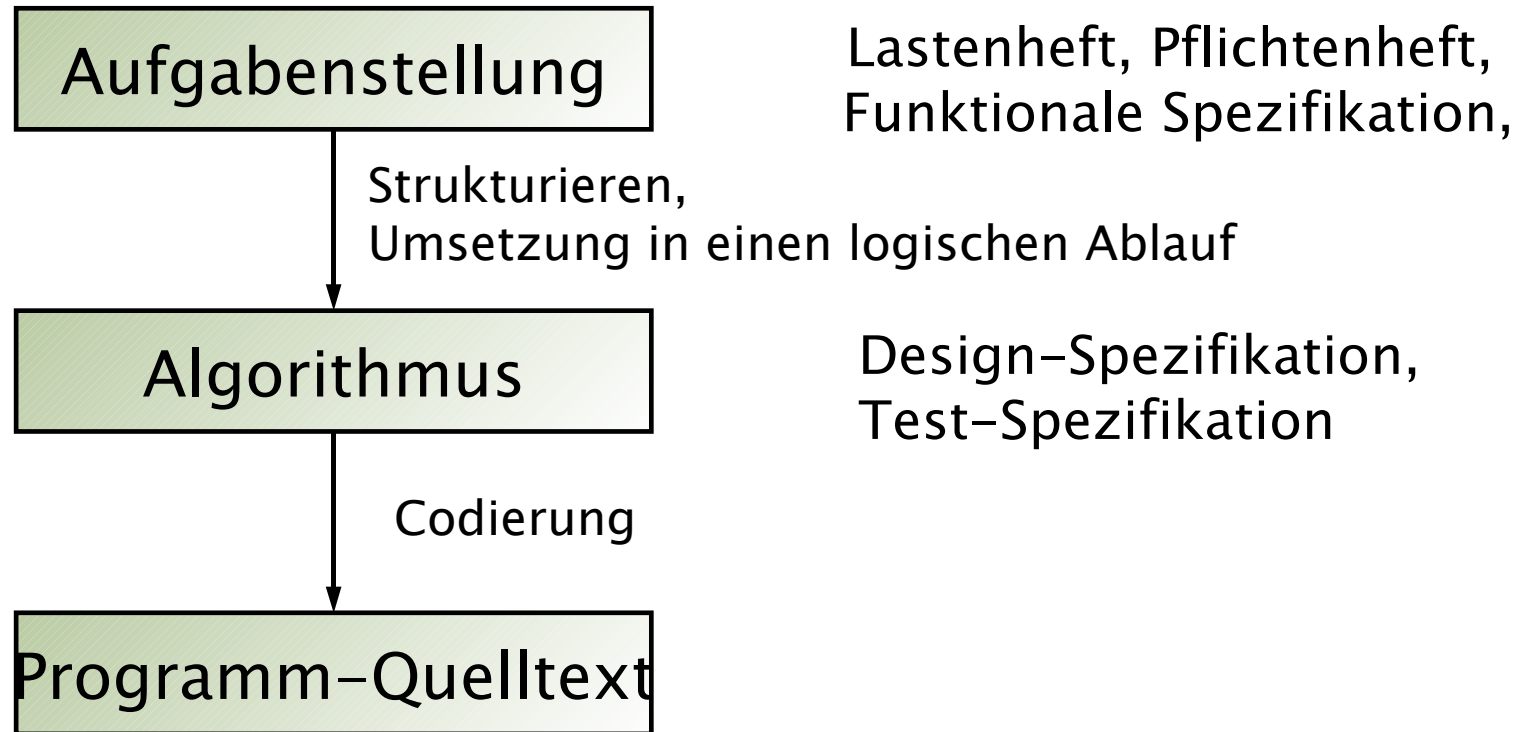 Aufgabenstellung
Lastenheft, Pflichtenheft,
Funktionale Spezifikation,
Strukturieren,
Umsetzung in einen logischen Ablauf
Algorithmus
Design-Spezifikation,
Test-Spezifikation
Codierung
Programm-Quelltext